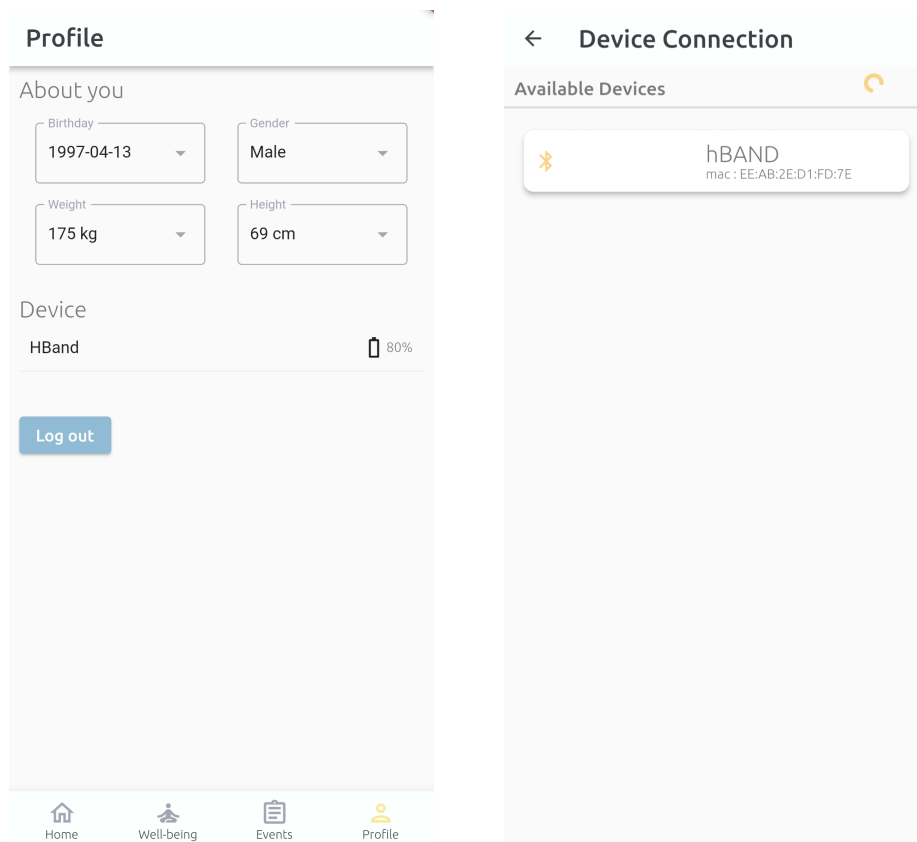 Profile
About you
Birthday
1997-04-13
Gender
Male
Weight
175 kg
Height
69 cm
Device
HBand
80%
Log out
Home
Well-being
Events
Profile
Device Connection
Available Devices
hBAND
mac : EE:AB:2E:D1:FD:7E